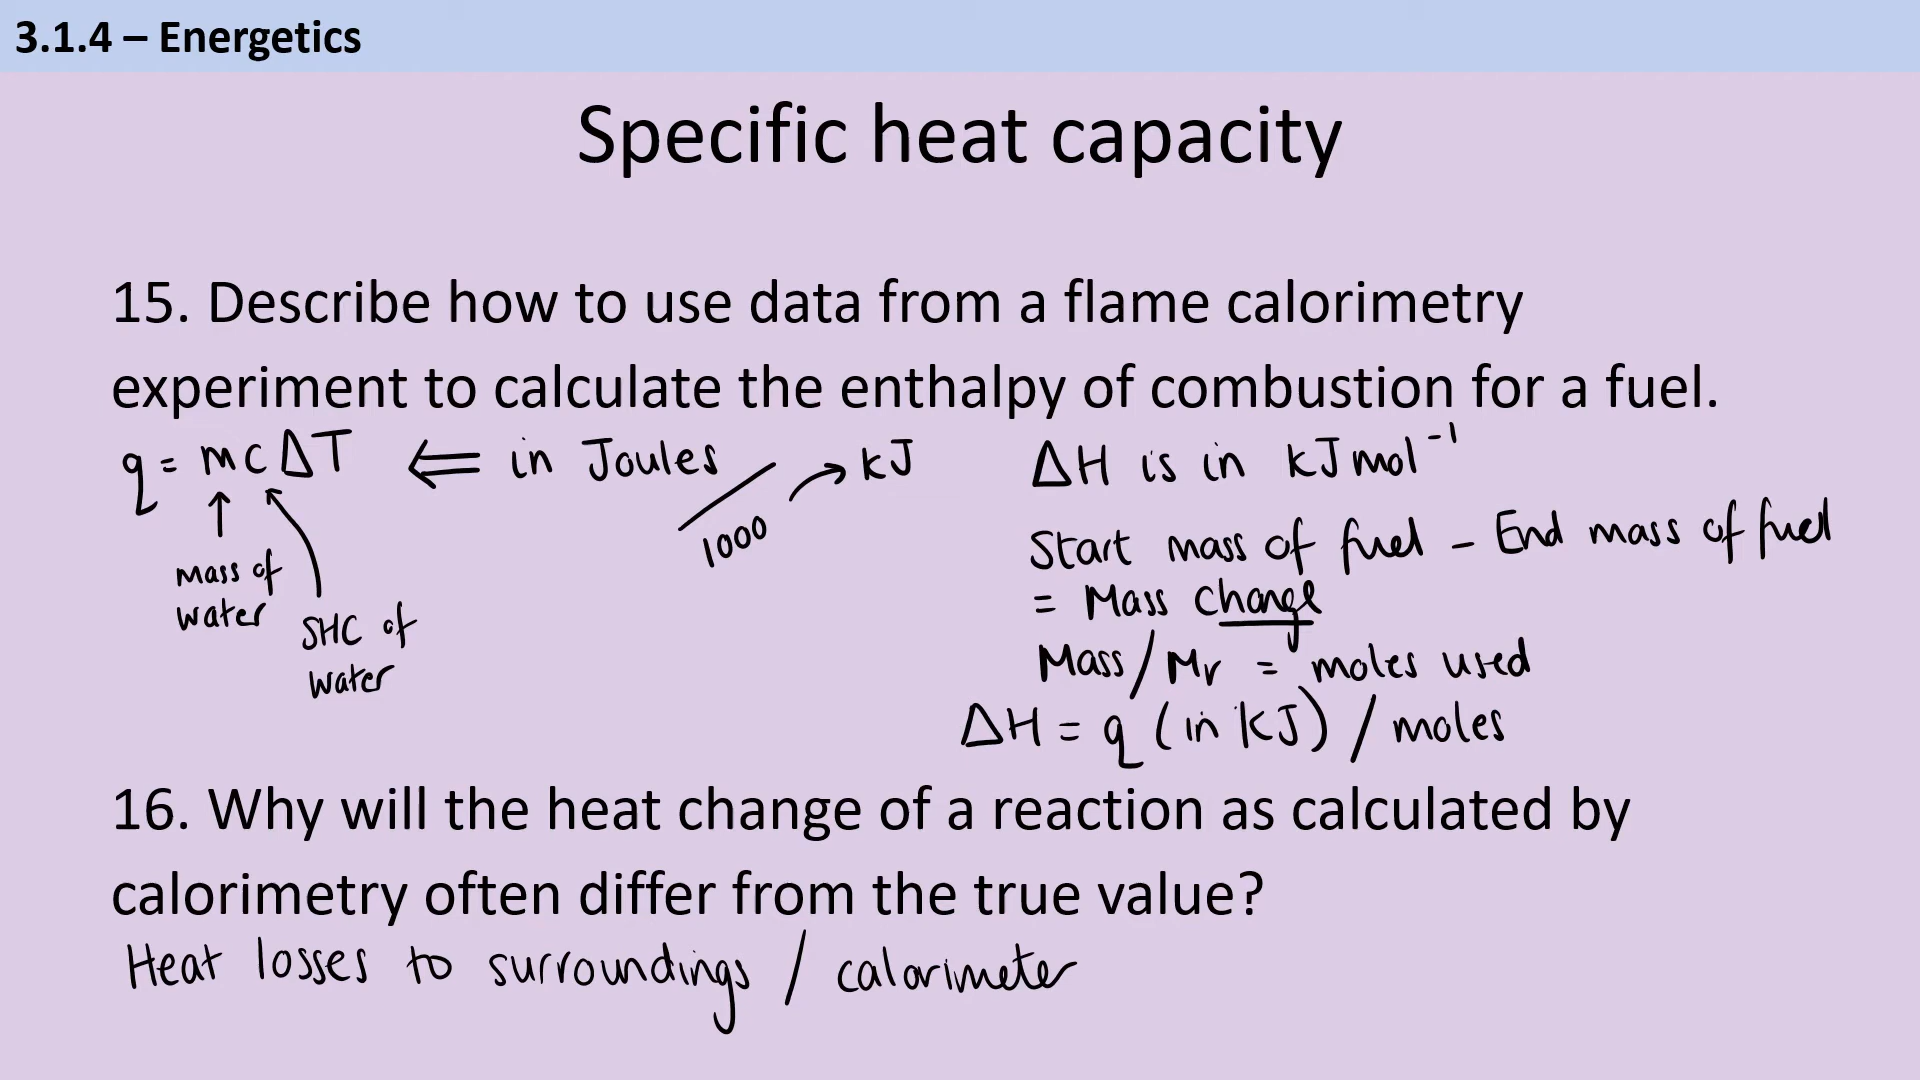 3.1.4 – Energetics
Specific heat capacity
15. Describe how to use data from a flame calorimetry
experiment to calculate the enthalpy of combustion for a fuel.
q = mcΔT ⇐ in Joules / 1000 → kJ
mass of
water
SHC of
water
ΔH is in kJmol⁻¹
Start mass of fuel – End mass of fuel
= Mass change
Mass / Mr = moles used
ΔH = q (in kJ) / moles
16. Why will the heat change of a reaction as calculated by
calorimetry often differ from the true value?
Heat losses to surroundings / calorimeter